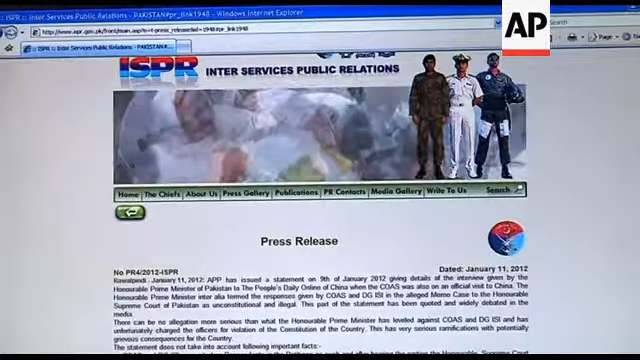 :: ISPR :: Inter Services Public Relations - PAKISTAN#pr_link1948 - Windows Internet Explorer
AP
:: ISPR :: Inter Services Public Relations - PAKISTAN#p...
Page
ISPR INTER SERVICES PUBLIC RELATIONS
Home The Chiefs About Us Press Gallery Publications PR Contacts Media Gallery Write To Us Search
Press Release
No PR4/2012-ISPR Dated: January 11, 2012
Rawalpindi - January 11, 2012: APP has issued a statement on 9th of January 2012 giving details of the interview given by the
Honourable Prime Minister of Pakistan to The People's Daily Online of China when the COAS was also on an official visit to China. The
Honourable Prime Minister inter alia termed the responses given by COAS and DG ISI in the alleged Memo Case to the Honourable
Supreme Court of Pakistan as unconstitutional and illegal. This part of the statement has been quoted and widely debated in the
media.
There can be no allegation more serious than what the Honourable Prime Minister has leveled against COAS and DG ISI and has
unfortunately charged the officers for violation of the Constitution of the Country. This has very serious ramifications with potentially
grievous consequences for the Country.
The statement does not take into account following important facts:-